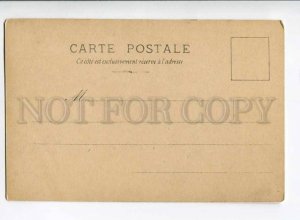 CARTE POSTALE
Ce côté est exclusivement réservé à l'adresse
M
NOT FOR COPY